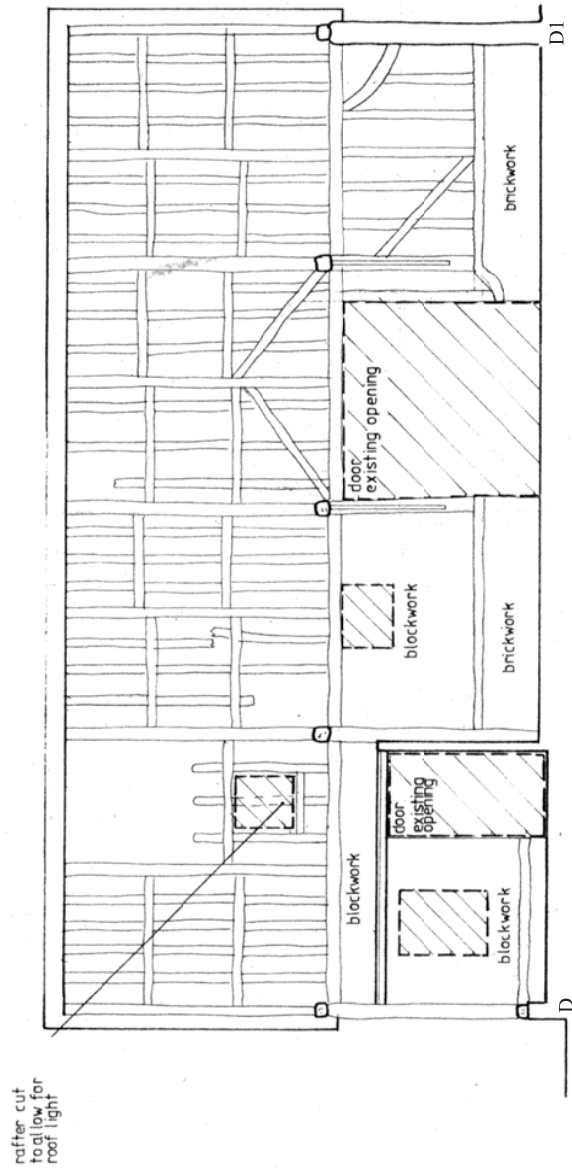 rafter cut
to allow for
roof light
door
existing opening
blockwork
brickwork
brickwork
blockwork
door
existing
opening
blockwork
D
D1